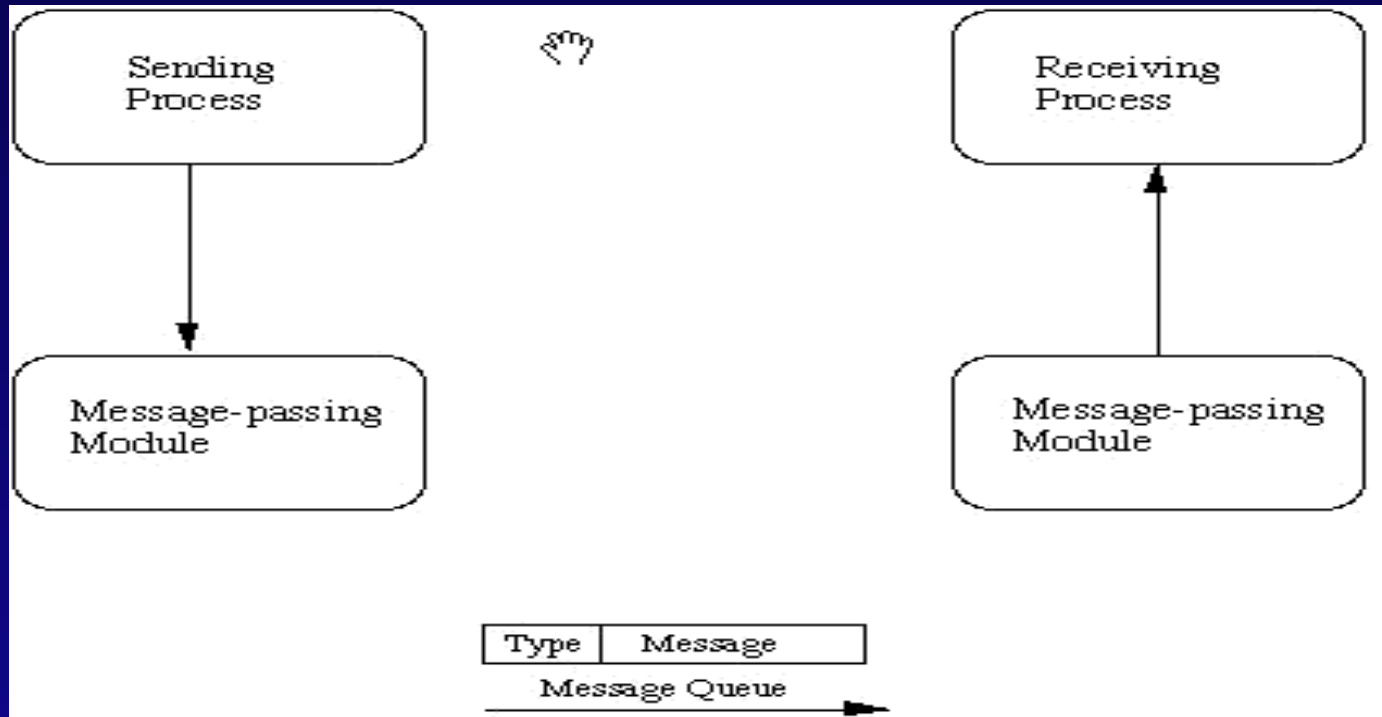 Sending
Process
Receiving
Process
Message-passing
Module
Message-passing
Module
Type Message
Message Queue